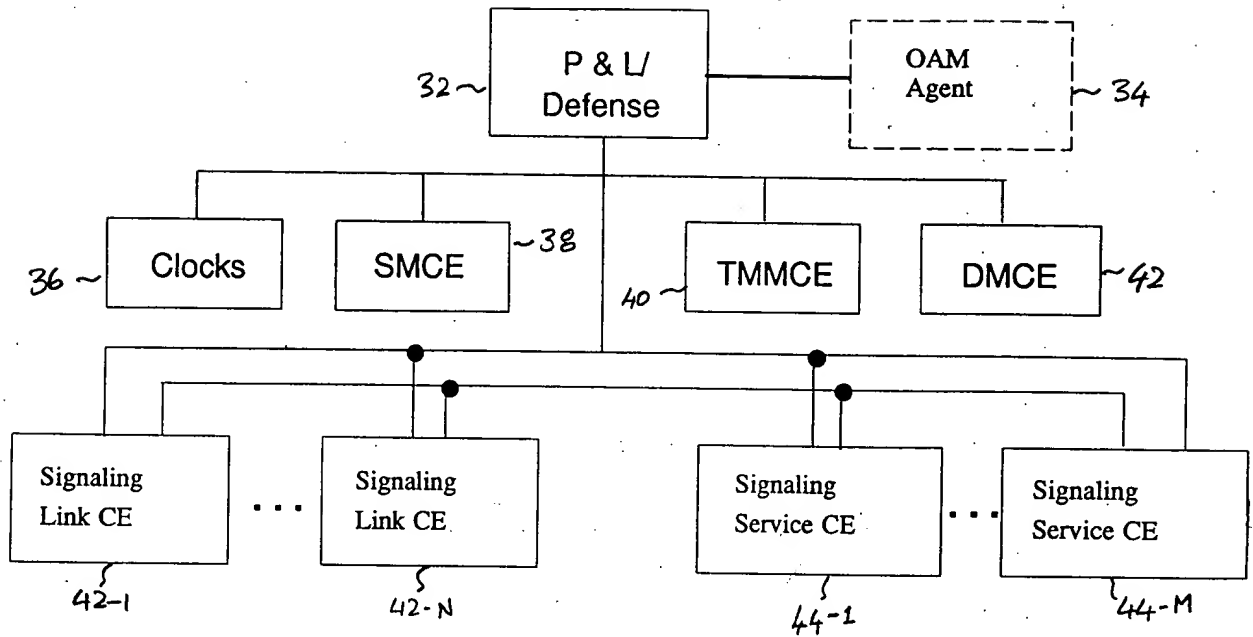 P & L/
Defense
32
OAM
Agent
34
Clocks
36
SMCE
38
TMMCE
40
DMCE
42
Signaling
Link CE
42-1
. . .
Signaling
Link CE
42-N
Signaling
Service CE
44-1
. . .
Signaling
Service CE
44-M